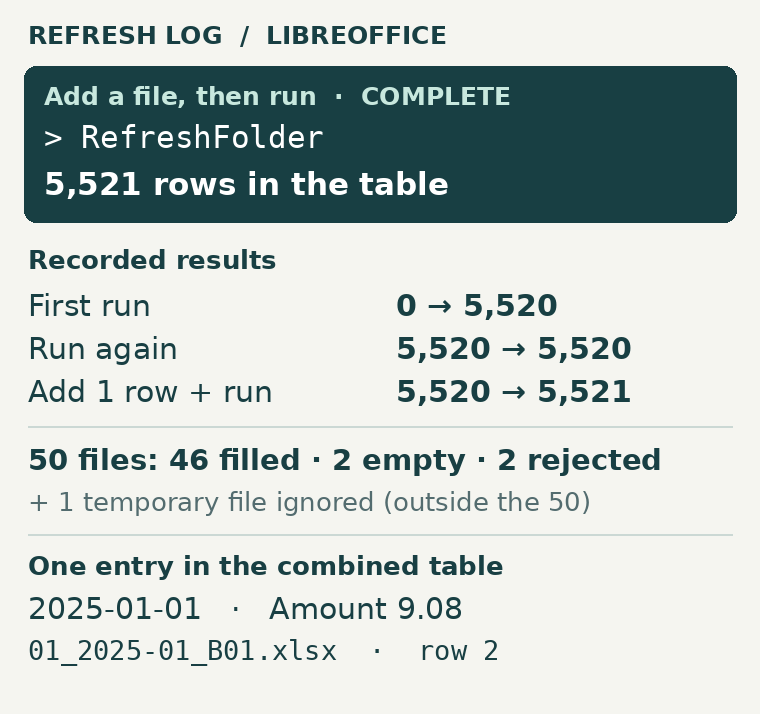 REFRESH LOG / LIBREOFFICE
Add a file, then run · COMPLETE
> RefreshFolder
5,521 rows in the table
Recorded results
First run 0 → 5,520
Run again 5,520 → 5,520
Add 1 row + run 5,520 → 5,521
50 files: 46 filled · 2 empty · 2 rejected
+ 1 temporary file ignored (outside the 50)
One entry in the combined table
2025-01-01 · Amount 9.08
01_2025-01_B01.xlsx · row 2